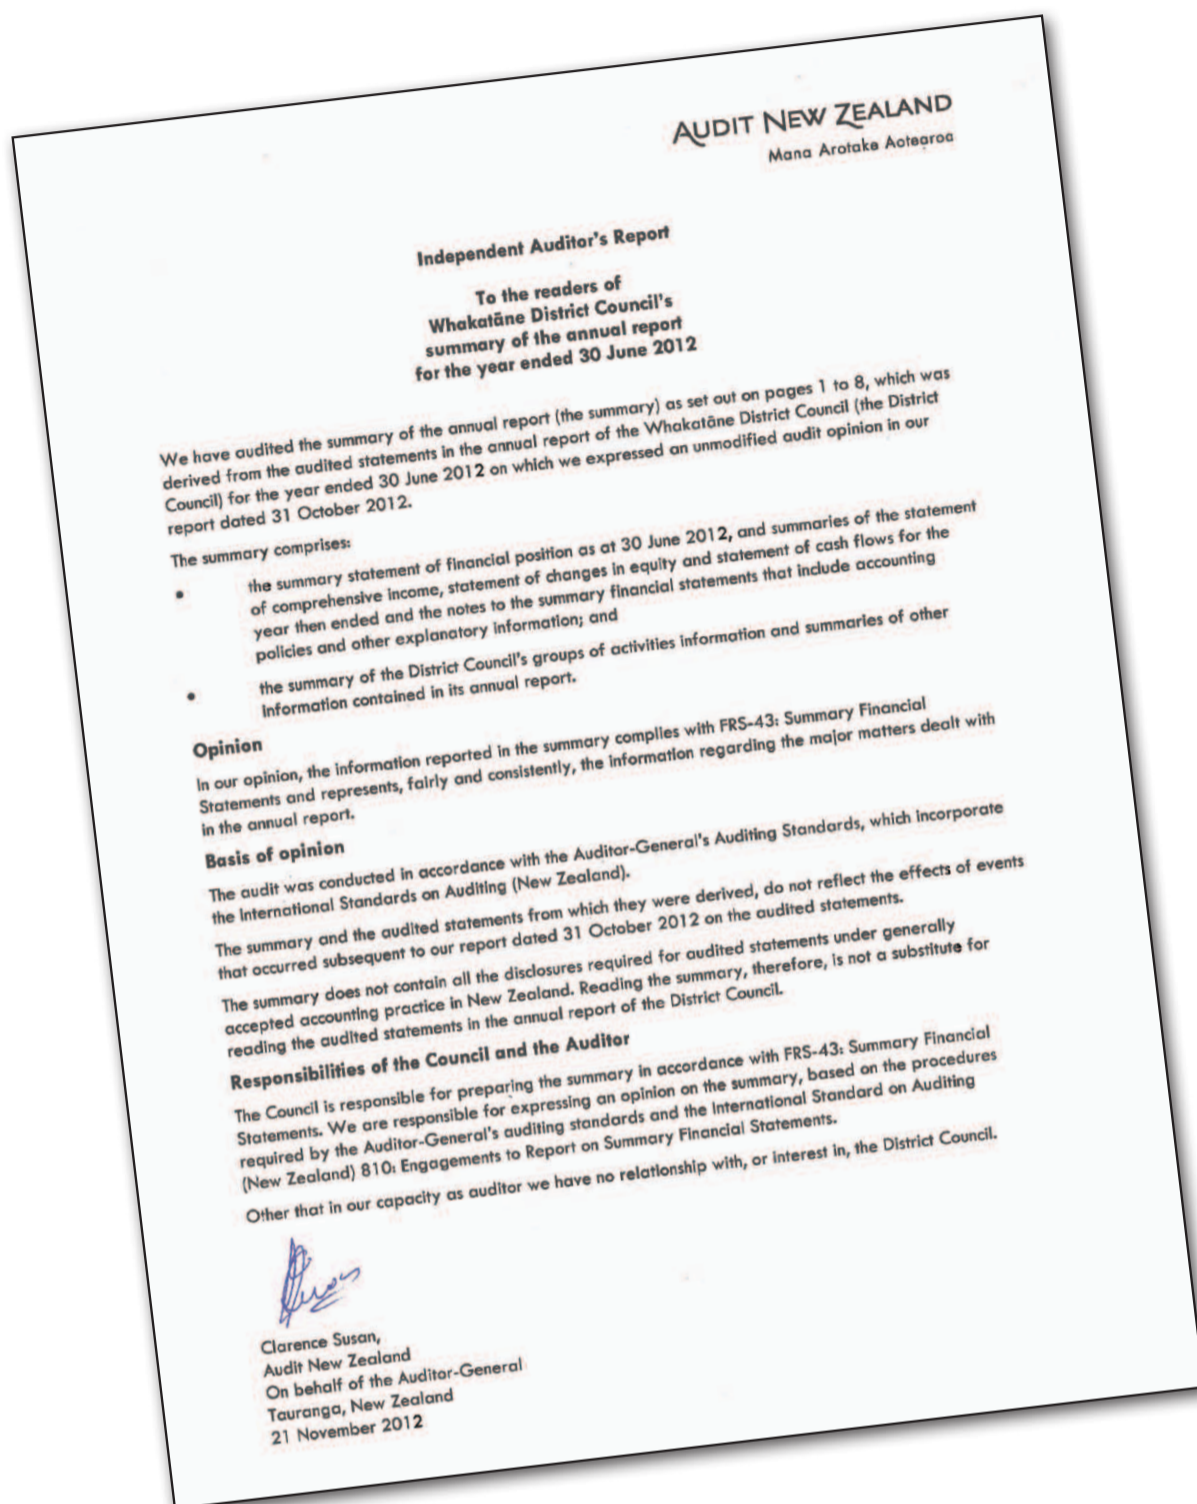 AUDIT NEW ZEALAND
Mana Arotake Aotearoa
Independent Auditor's Report
To the readers of
Whakatāne District Council's
summary of the annual report
for the year ended 30 June 2012
We have audited the summary of the annual report (the summary) as set out on pages 1 to 8, which was
derived from the audited statements in the annual report of the Whakatāne District Council (the District
Council) for the year ended 30 June 2012 on which we expressed an unmodified audit opinion in our
report dated 31 October 2012.
The summary comprises:
• the summary statement of financial position as at 30 June 2012, and summaries of the statement
of comprehensive income, statement of changes in equity and statement of cash flows for the
year then ended and the notes to the summary financial statements that include accounting
policies and other explanatory information; and
• the summary of the District Council's groups of activities information and summaries of other
information contained in its annual report.
Opinion
In our opinion, the information reported in the summary complies with FRS-43: Summary Financial
Statements and represents, fairly and consistently, the information regarding the major matters dealt with
in the annual report.
Basis of opinion
The audit was conducted in accordance with the Auditor-General's Auditing Standards, which incorporate
the International Standards on Auditing (New Zealand).
The summary and the audited statements from which they were derived, do not reflect the effects of events
that occurred subsequent to our report dated 31 October 2012 on the audited statements.
The summary does not contain all the disclosures required for audited statements under generally
accepted accounting practice in New Zealand. Reading the summary, therefore, is not a substitute for
reading the audited statements in the annual report of the District Council.
Responsibilities of the Council and the Auditor
The Council is responsible for preparing the summary in accordance with FRS-43: Summary Financial
Statements. We are responsible for expressing an opinion on the summary, based on the procedures
required by the Auditor-General's auditing standards and the International Standard on Auditing
(New Zealand) 810: Engagements to Report on Summary Financial Statements.
Other that in our capacity as auditor we have no relationship with, or interest in, the District Council.
Clarence Susan,
Audit New Zealand
On behalf of the Auditor-General
Tauranga, New Zealand
21 November 2012